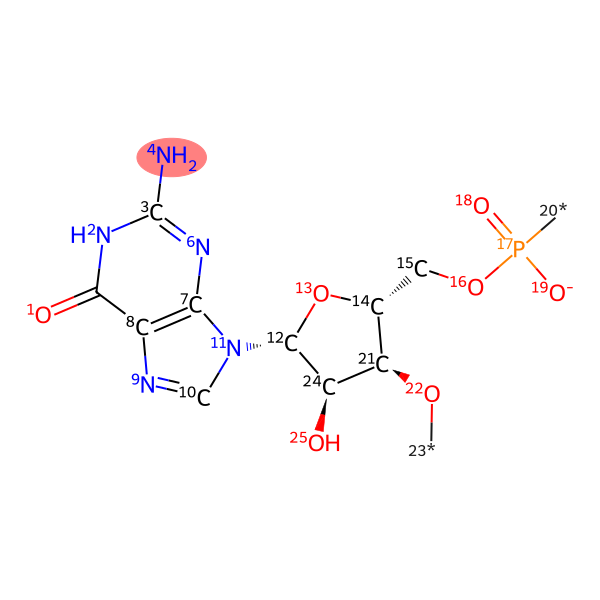 ⁴NH₂
³C
H²N
⁶N
¹O
⁸C
⁷C
⁹N
¹⁰C
¹¹N
¹²C
¹³O
¹⁴C
¹⁵C
¹⁶O
¹⁷P
¹⁸O
¹⁹O⁻
²⁰*
²¹C
²²O
²³*
²⁴C
²⁵OH